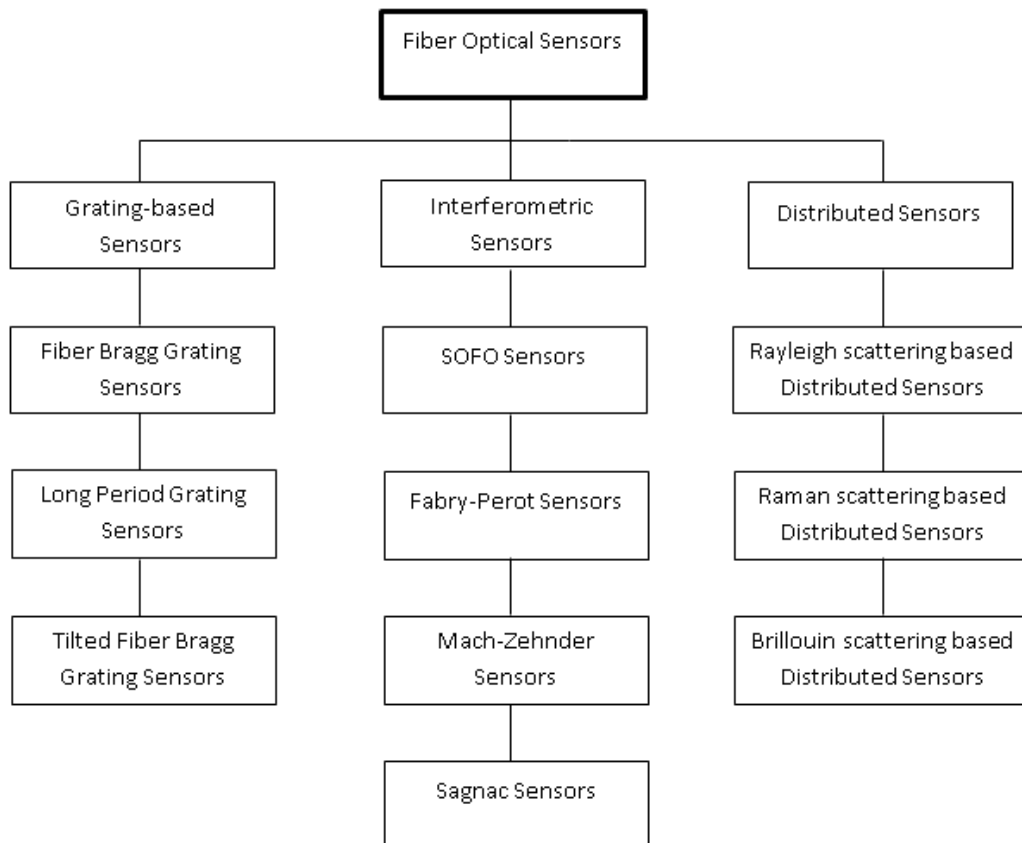 Fiber Optical Sensors
Grating-based
Sensors
Interferometric
Sensors
Distributed Sensors
Fiber Bragg Grating
Sensors
SOFO Sensors
Rayleigh scattering based
Distributed Sensors
Long Period Grating
Sensors
Fabry-Perot Sensors
Raman scattering based
Distributed Sensors
Tilted Fiber Bragg
Grating Sensors
Mach-Zehnder
Sensors
Brillouin scattering based
Distributed Sensors
Sagnac Sensors